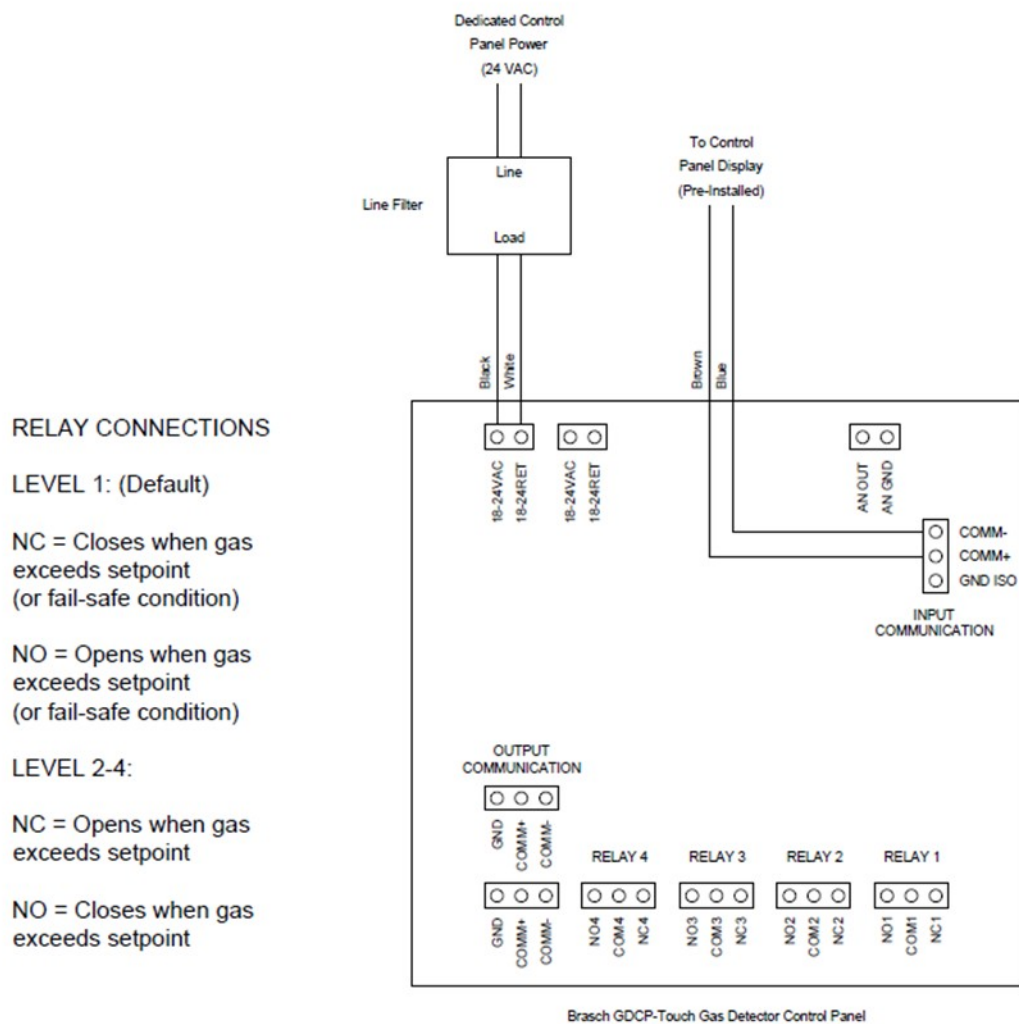 Dedicated Control
Panel Power
(24 VAC)
To Control
Panel Display
(Pre-Installed)
Line
Line Filter
Load
Black
White
Brown
Blue
RELAY CONNECTIONS
LEVEL 1: (Default)
NC = Closes when gas
exceeds setpoint
(or fail-safe condition)
NO = Opens when gas
exceeds setpoint
(or fail-safe condition)
LEVEL 2-4:
NC = Opens when gas
exceeds setpoint
NO = Closes when gas
exceeds setpoint
18-24VAC
18-24RET
18-24VAC
18-24RET
AN OUT
AN GND
COMM-
COMM+
GND ISO
INPUT
COMMUNICATION
OUTPUT
COMMUNICATION
GND
COMM+
COMM-
RELAY 4
RELAY 3
RELAY 2
RELAY 1
GND
COMM+
COMM-
NO4
COM4
NC4
NO3
COM3
NC3
NO2
COM2
NC2
NO1
COM1
NC1
Brasch GDCP-Touch Gas Detector Control Panel